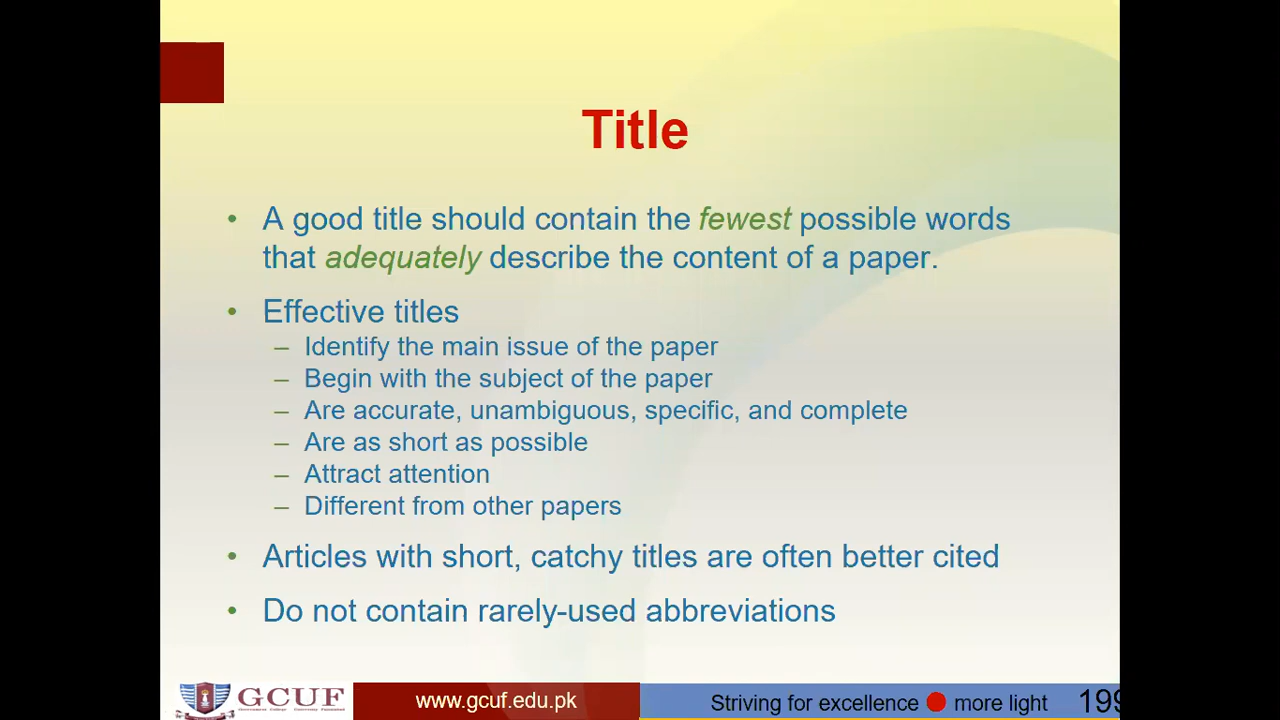 Title
• A good title should contain the fewest possible words
that adequately describe the content of a paper.
• Effective titles
– Identify the main issue of the paper
– Begin with the subject of the paper
– Are accurate, unambiguous, specific, and complete
– Are as short as possible
– Attract attention
– Different from other papers
• Articles with short, catchy titles are often better cited
• Do not contain rarely-used abbreviations
GCUF
www.gcuf.edu.pk
Striving for excellence more light
199